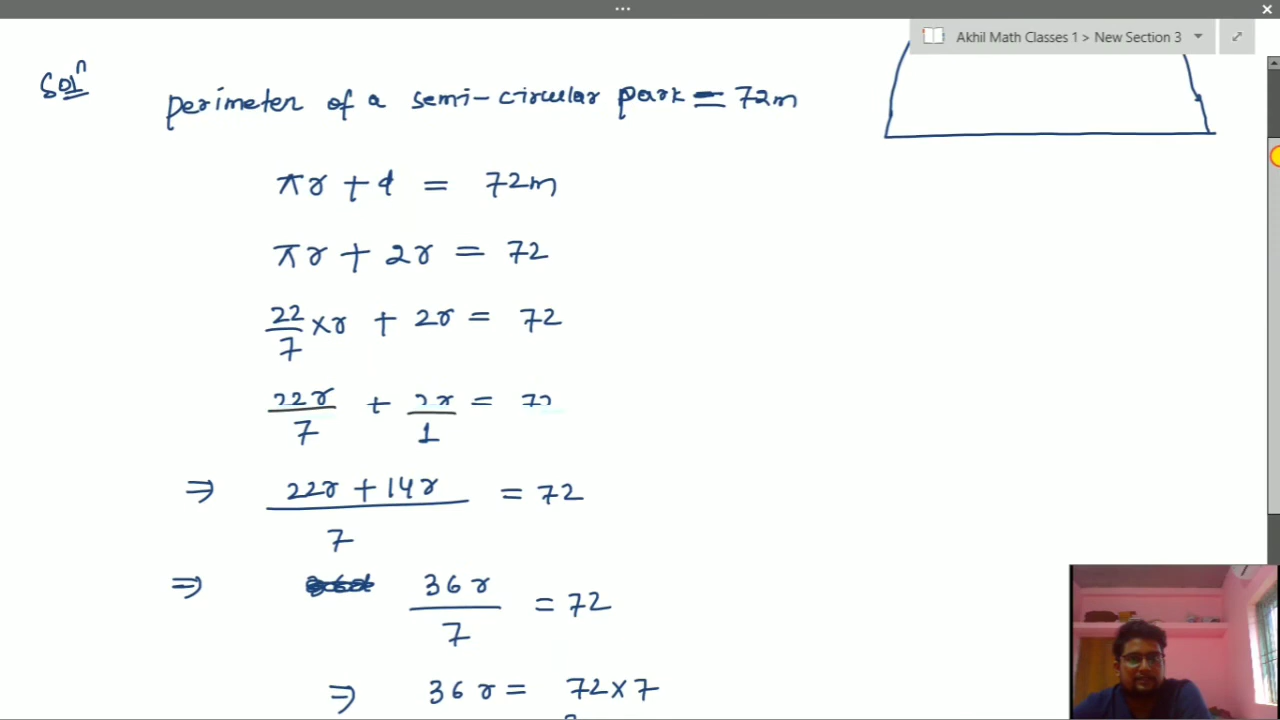 Akhil Math Classes 1 > New Section 3
Solⁿ
perimeter of a semi-circular park = 72m
πr + d = 72m
πr + 2r = 72
22/7 × r + 2r = 72
22r/7 + 2r/1 = 72
⇒ (22r + 14r)/7 = 72
⇒ 36r/7 = 72
⇒ 36r = 72×7